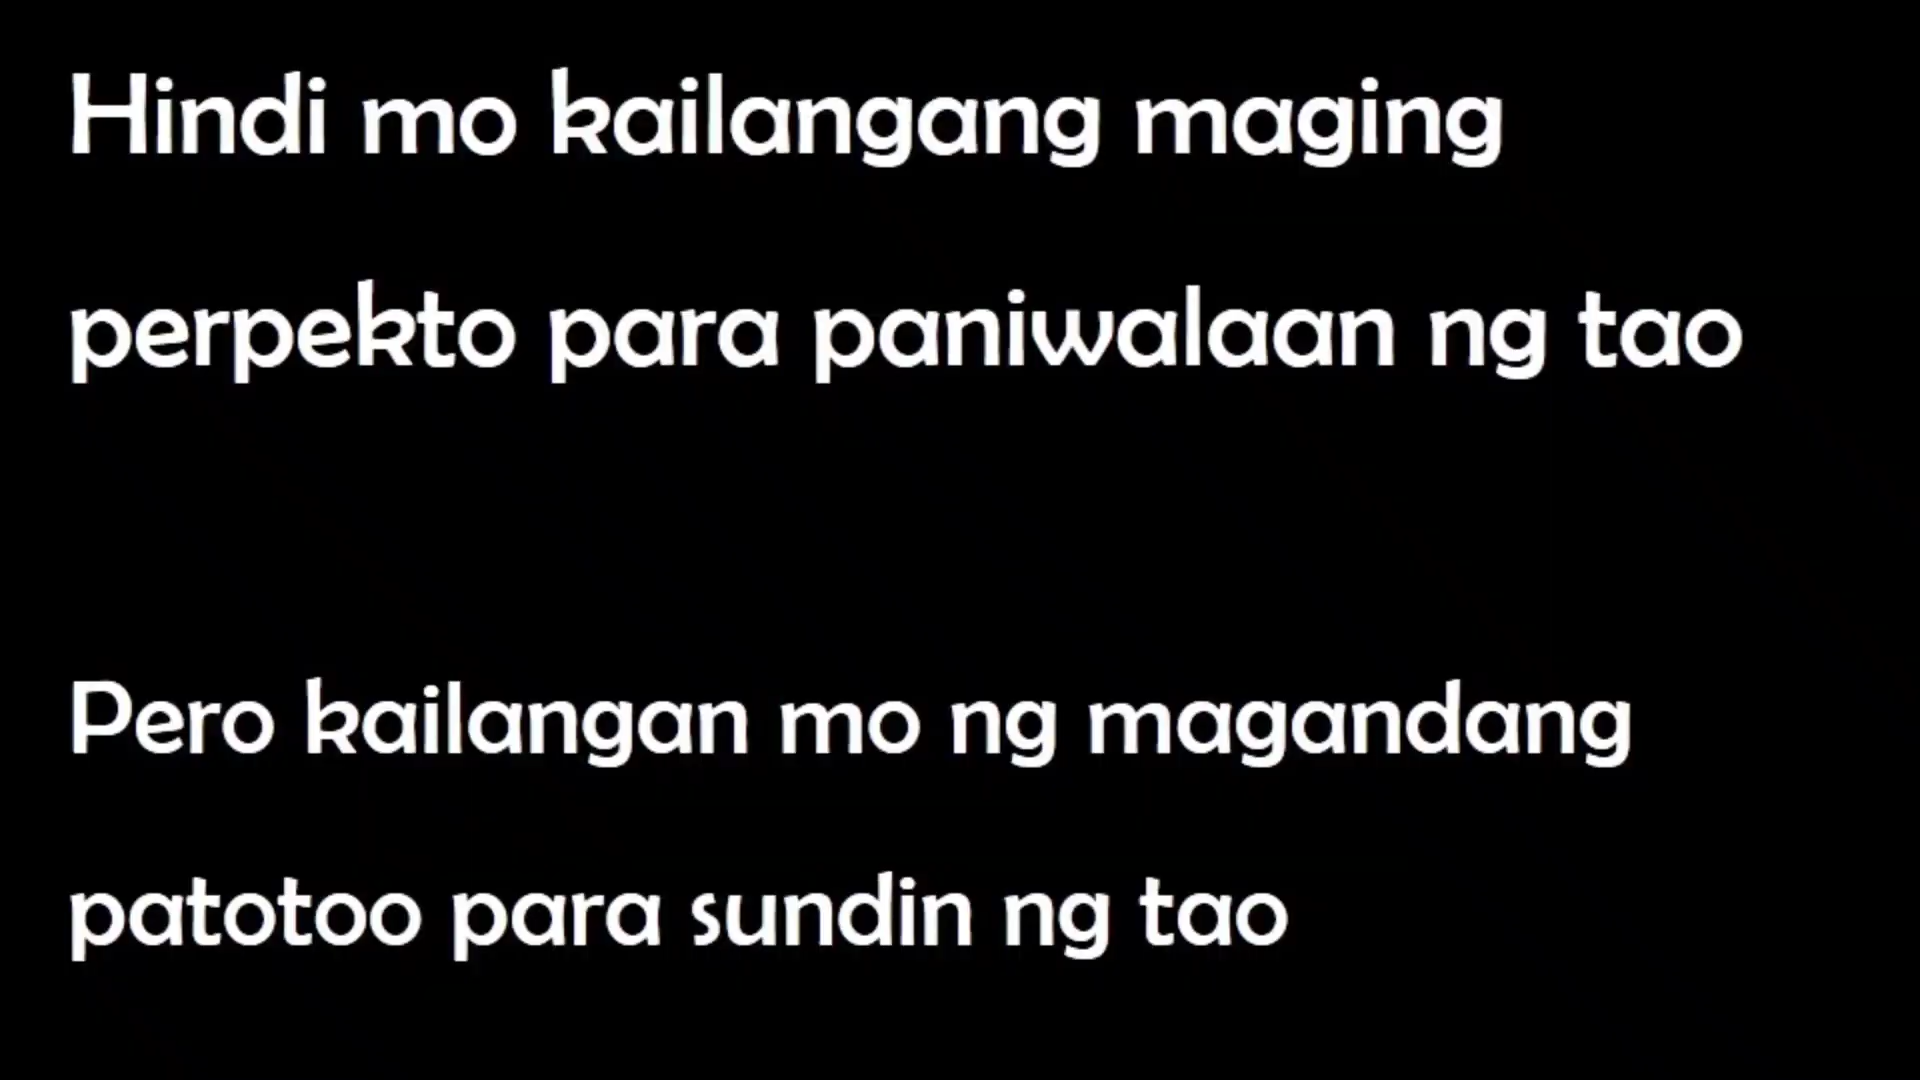 Hindi mo kailangang maging
perpekto para paniwalaan ng tao
Pero kailangan mo ng magandang
patotoo para sundin ng tao